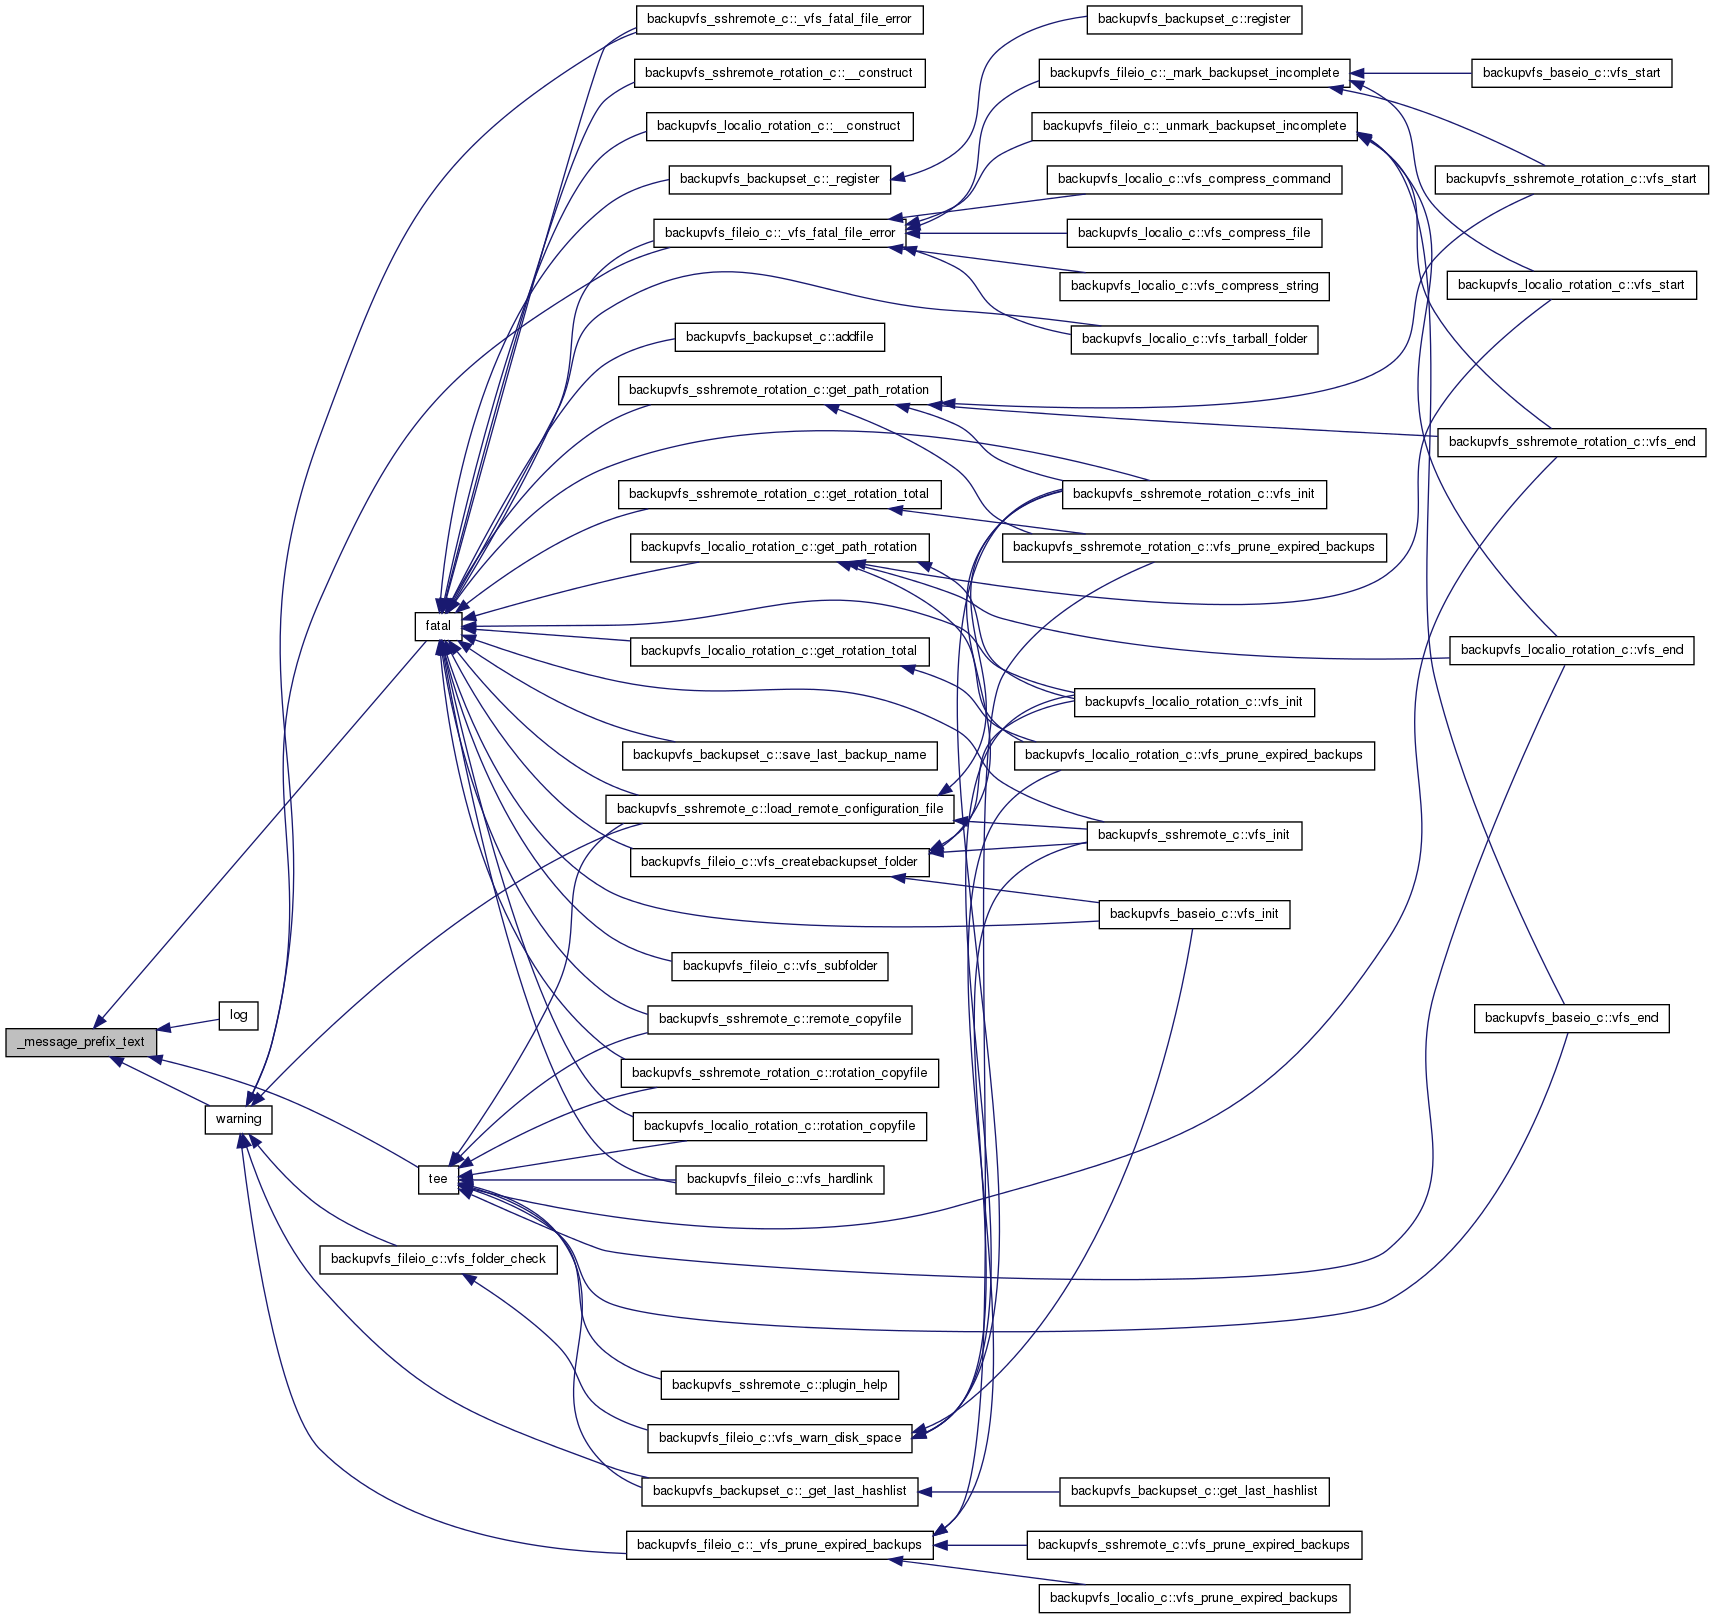 backupvfs_sshremote_c::_vfs_fatal_file_error
backupvfs_backupset_c::register
backupvfs_sshremote_rotation_c::__construct
backupvfs_fileio_c::_mark_backupset_incomplete
backupvfs_baseio_c::vfs_start
backupvfs_localio_rotation_c::__construct
backupvfs_fileio_c::_unmark_backupset_incomplete
backupvfs_backupset_c::_register
backupvfs_localio_c::vfs_compress_command
backupvfs_sshremote_rotation_c::vfs_start
backupvfs_fileio_c::_vfs_fatal_file_error
backupvfs_localio_c::vfs_compress_file
backupvfs_localio_c::vfs_compress_string
backupvfs_localio_rotation_c::vfs_start
backupvfs_backupset_c::addfile
backupvfs_localio_c::vfs_tarball_folder
backupvfs_sshremote_rotation_c::get_path_rotation
backupvfs_sshremote_rotation_c::vfs_end
backupvfs_sshremote_rotation_c::get_rotation_total
backupvfs_sshremote_rotation_c::vfs_init
backupvfs_localio_rotation_c::get_path_rotation
backupvfs_sshremote_rotation_c::vfs_prune_expired_backups
fatal
backupvfs_localio_rotation_c::get_rotation_total
backupvfs_localio_rotation_c::vfs_end
backupvfs_localio_rotation_c::vfs_init
backupvfs_backupset_c::save_last_backup_name
backupvfs_localio_rotation_c::vfs_prune_expired_backups
backupvfs_sshremote_c::load_remote_configuration_file
backupvfs_sshremote_c::vfs_init
backupvfs_fileio_c::vfs_createbackupset_folder
backupvfs_baseio_c::vfs_init
backupvfs_fileio_c::vfs_subfolder
log
backupvfs_sshremote_c::remote_copyfile
backupvfs_baseio_c::vfs_end
_message_prefix_text
backupvfs_sshremote_rotation_c::rotation_copyfile
warning
backupvfs_localio_rotation_c::rotation_copyfile
tee
backupvfs_fileio_c::vfs_hardlink
backupvfs_fileio_c::vfs_folder_check
backupvfs_sshremote_c::plugin_help
backupvfs_fileio_c::vfs_warn_disk_space
backupvfs_backupset_c::_get_last_hashlist
backupvfs_backupset_c::get_last_hashlist
backupvfs_fileio_c::_vfs_prune_expired_backups
backupvfs_sshremote_c::vfs_prune_expired_backups
backupvfs_localio_c::vfs_prune_expired_backups